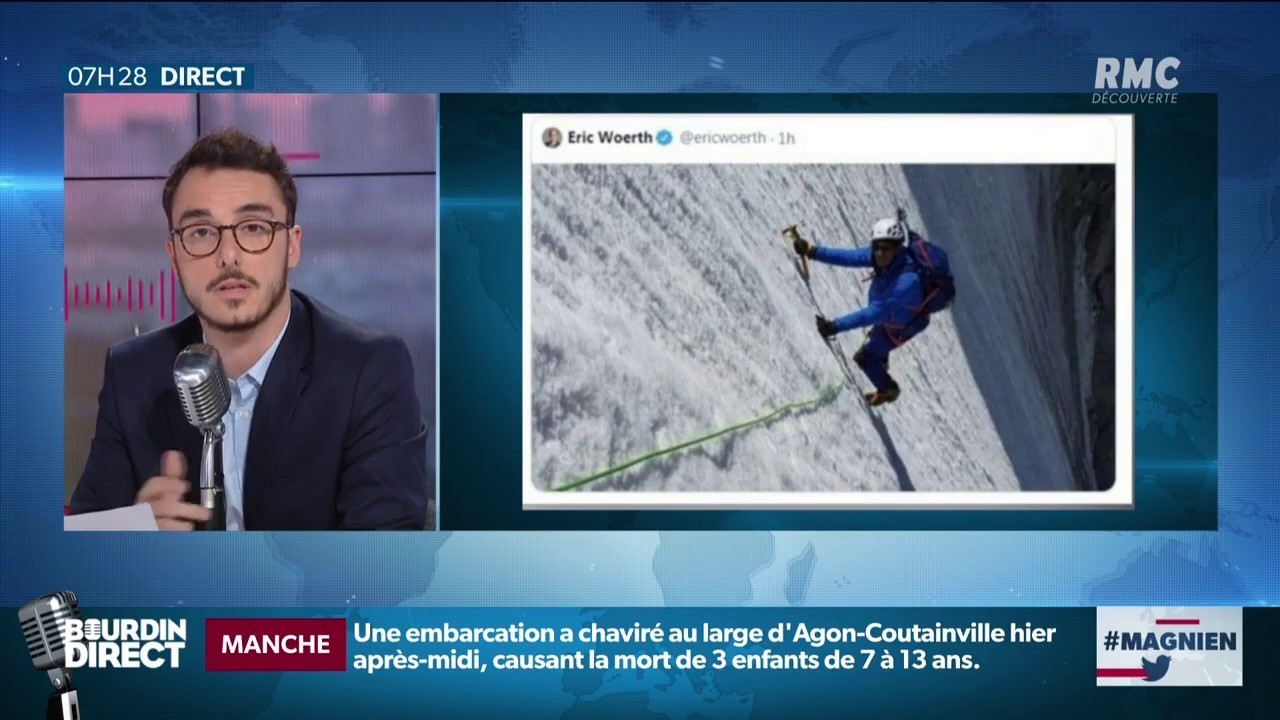 07H28 DIRECT
RMC
DÉCOUVERTE
Eric Woerth @ericwoerth · 1h
BOURDIN
DIRECT
MANCHE
Une embarcation a chaviré au large d'Agon-Coutainville hier
après-midi, causant la mort de 3 enfants de 7 à 13 ans.
#MAGNIEN